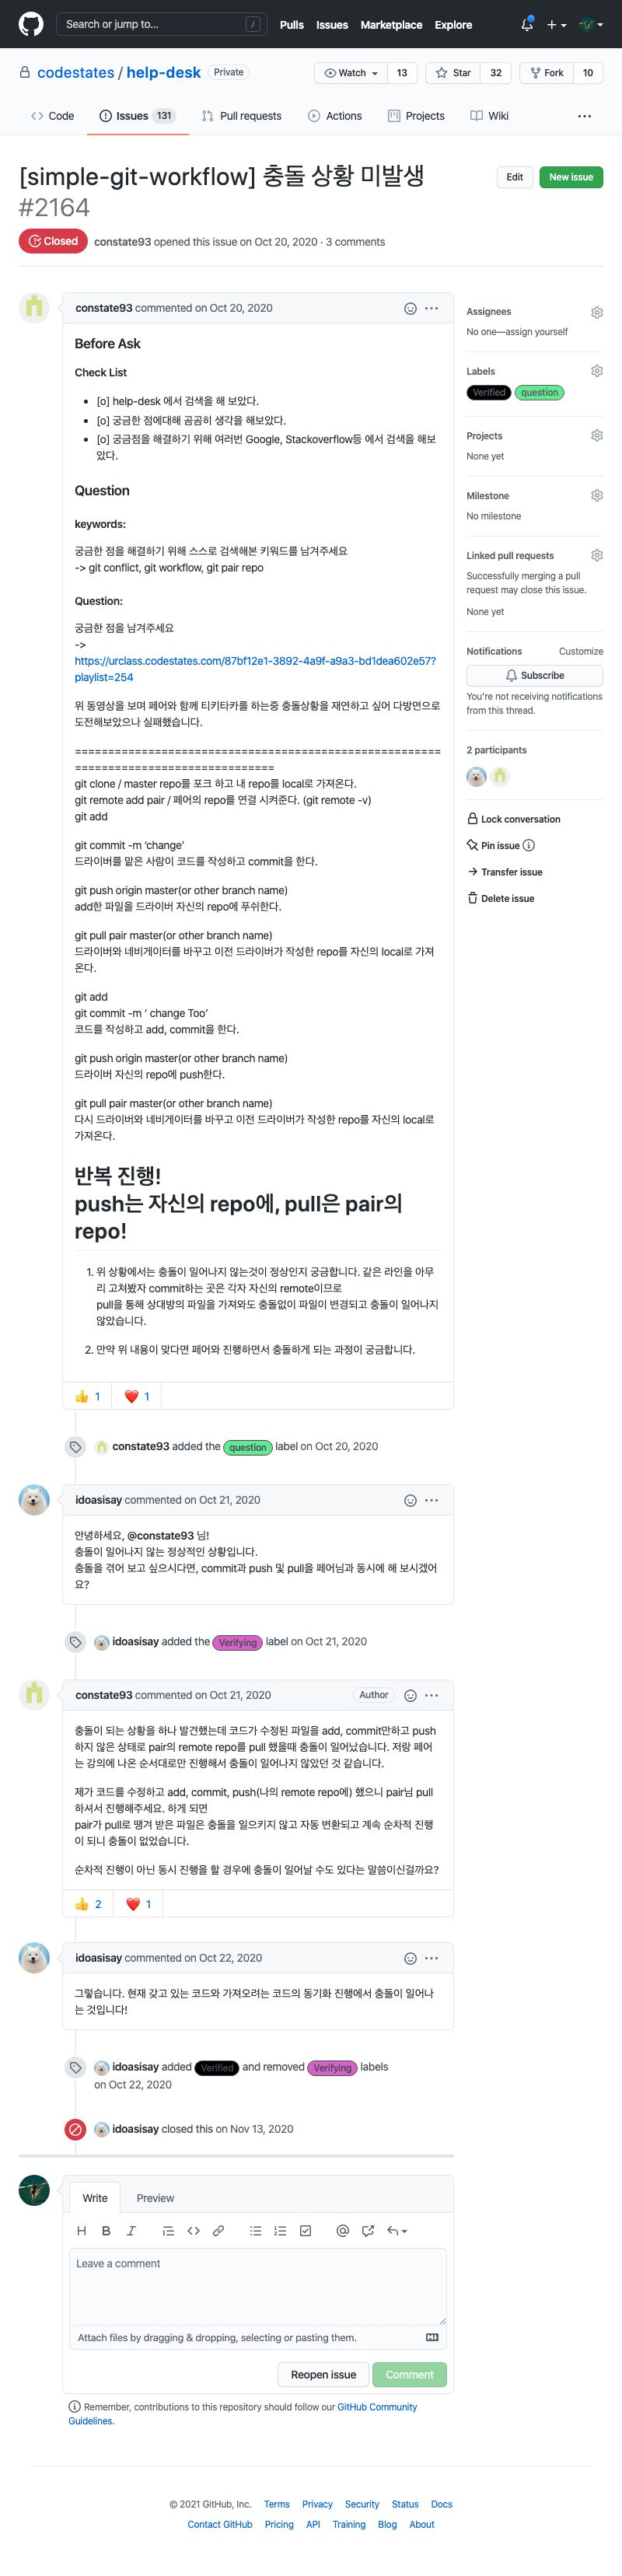 Search or jump to… /
Pulls Issues Marketplace Explore
codestates / help-desk Private
Watch 13 Star 32 Fork 10
Code Issues 131 Pull requests Actions Projects Wiki
[simple-git-workflow] 충돌 상황 미발생
#2164
Edit New issue
Closed constate93 opened this issue on Oct 20, 2020 · 3 comments
constate93 commented on Oct 20, 2020
Before Ask
Check List
• [o] help-desk 에서 검색을 해 보았다.
• [o] 궁금한 점에대해 곰곰히 생각을 해보았다.
• [o] 궁금점을 해결하기 위해 여러번 Google, Stackoverflow등 에서 검색을 해보
았다.
Question
keywords:
궁금한 점을 해결하기 위해 스스로 검색해본 키워드를 남겨주세요
-> git conflict, git workflow, git pair repo
Question:
궁금한 점을 남겨주세요
->
https://urclass.codestates.com/87bf12e1-3892-4a9f-a9a3-bd1dea602e57?
playlist=254
위 동영상을 보며 페어와 함께 티키타카를 하는중 충돌상황을 재연하고 싶어 다방면으로
도전해보았으나 실패했습니다.
=======================================================
==============================
git clone / master repo를 포크 하고 내 repo를 local로 가져온다.
git remote add pair / 페어의 repo를 연결 시켜준다. (git remote -v)
git add
git commit -m ‘change’
드라이버를 맡은 사람이 코드를 작성하고 commit을 한다.
git push origin master(or other branch name)
add한 파일을 드라이버 자신의 repo에 푸쉬한다.
git pull pair master(or other branch name)
드라이버와 네비게이터를 바꾸고 이전 드라이버가 작성한 repo를 자신의 local로 가져
온다.
git add
git commit -m ‘ change Too’
코드를 작성하고 add, commit을 한다.
git push origin master(or other branch name)
드라이버 자신의 repo에 push한다.
git pull pair master(or other branch name)
다시 드라이버와 네비게이터를 바꾸고 이전 드라이버가 작성한 repo를 자신의 local로
가져온다.
반복 진행!
push는 자신의 repo에, pull은 pair의
repo!
1. 위 상황에서는 충돌이 일어나지 않는것이 정상인지 궁금합니다. 같은 라인을 아무
리 고쳐봤자 commit하는 곳은 각자 자신의 remote이므로
pull을 통해 상대방의 파일을 가져와도 충돌없이 파일이 변경되고 충돌이 일어나지
않았습니다.
2. 만약 위 내용이 맞다면 페어와 진행하면서 충돌하게 되는 과정이 궁금합니다.
👍 1 ❤️ 1
constate93 added the question label on Oct 20, 2020
idoasisay commented on Oct 21, 2020
안녕하세요, @constate93 님!
충돌이 일어나지 않는 정상적인 상황입니다.
충돌을 겪어 보고 싶으시다면, commit과 push 및 pull을 페어님과 동시에 해 보시겠어
요?
idoasisay added the Verifying label on Oct 21, 2020
constate93 commented on Oct 21, 2020 Author
충돌이 되는 상황을 하나 발견했는데 코드가 수정된 파일을 add, commit만하고 push
하지 않은 상태로 pair의 remote repo를 pull 했을때 충돌이 일어났습니다. 저랑 페어
는 강의에 나온 순서대로만 진행해서 충돌이 일어나지 않았던 것 같습니다.
제가 코드를 수정하고 add, commit, push(나의 remote repo에) 했으니 pair님 pull
하셔서 진행해주세요. 하게 되면
pair가 pull로 땡겨 받은 파일은 충돌을 일으키지 않고 자동 변환되고 계속 순차적 진행
이 되니 충돌이 없었습니다.
순차적 진행이 아닌 동시 진행을 할 경우에 충돌이 일어날 수도 있다는 말씀이신걸까요?
👍 2 ❤️ 1
idoasisay commented on Oct 22, 2020
그렇습니다. 현재 갖고 있는 코드와 가져오려는 코드의 동기화 진행에서 충돌이 일어나
는 것입니다!
idoasisay added Verified and removed Verifying labels
on Oct 22, 2020
idoasisay closed this on Nov 13, 2020
Write Preview
Leave a comment
Attach files by dragging & dropping, selecting or pasting them.
Reopen issue Comment
Remember, contributions to this repository should follow our GitHub Community
Guidelines.
Assignees
No one—assign yourself
Labels
Verified question
Projects
None yet
Milestone
No milestone
Linked pull requests
Successfully merging a pull
request may close this issue.
None yet
Notifications Customize
Subscribe
You're not receiving notifications
from this thread.
2 participants
Lock conversation
Pin issue
Transfer issue
Delete issue
© 2021 GitHub, Inc. Terms Privacy Security Status Docs
Contact GitHub Pricing API Training Blog About